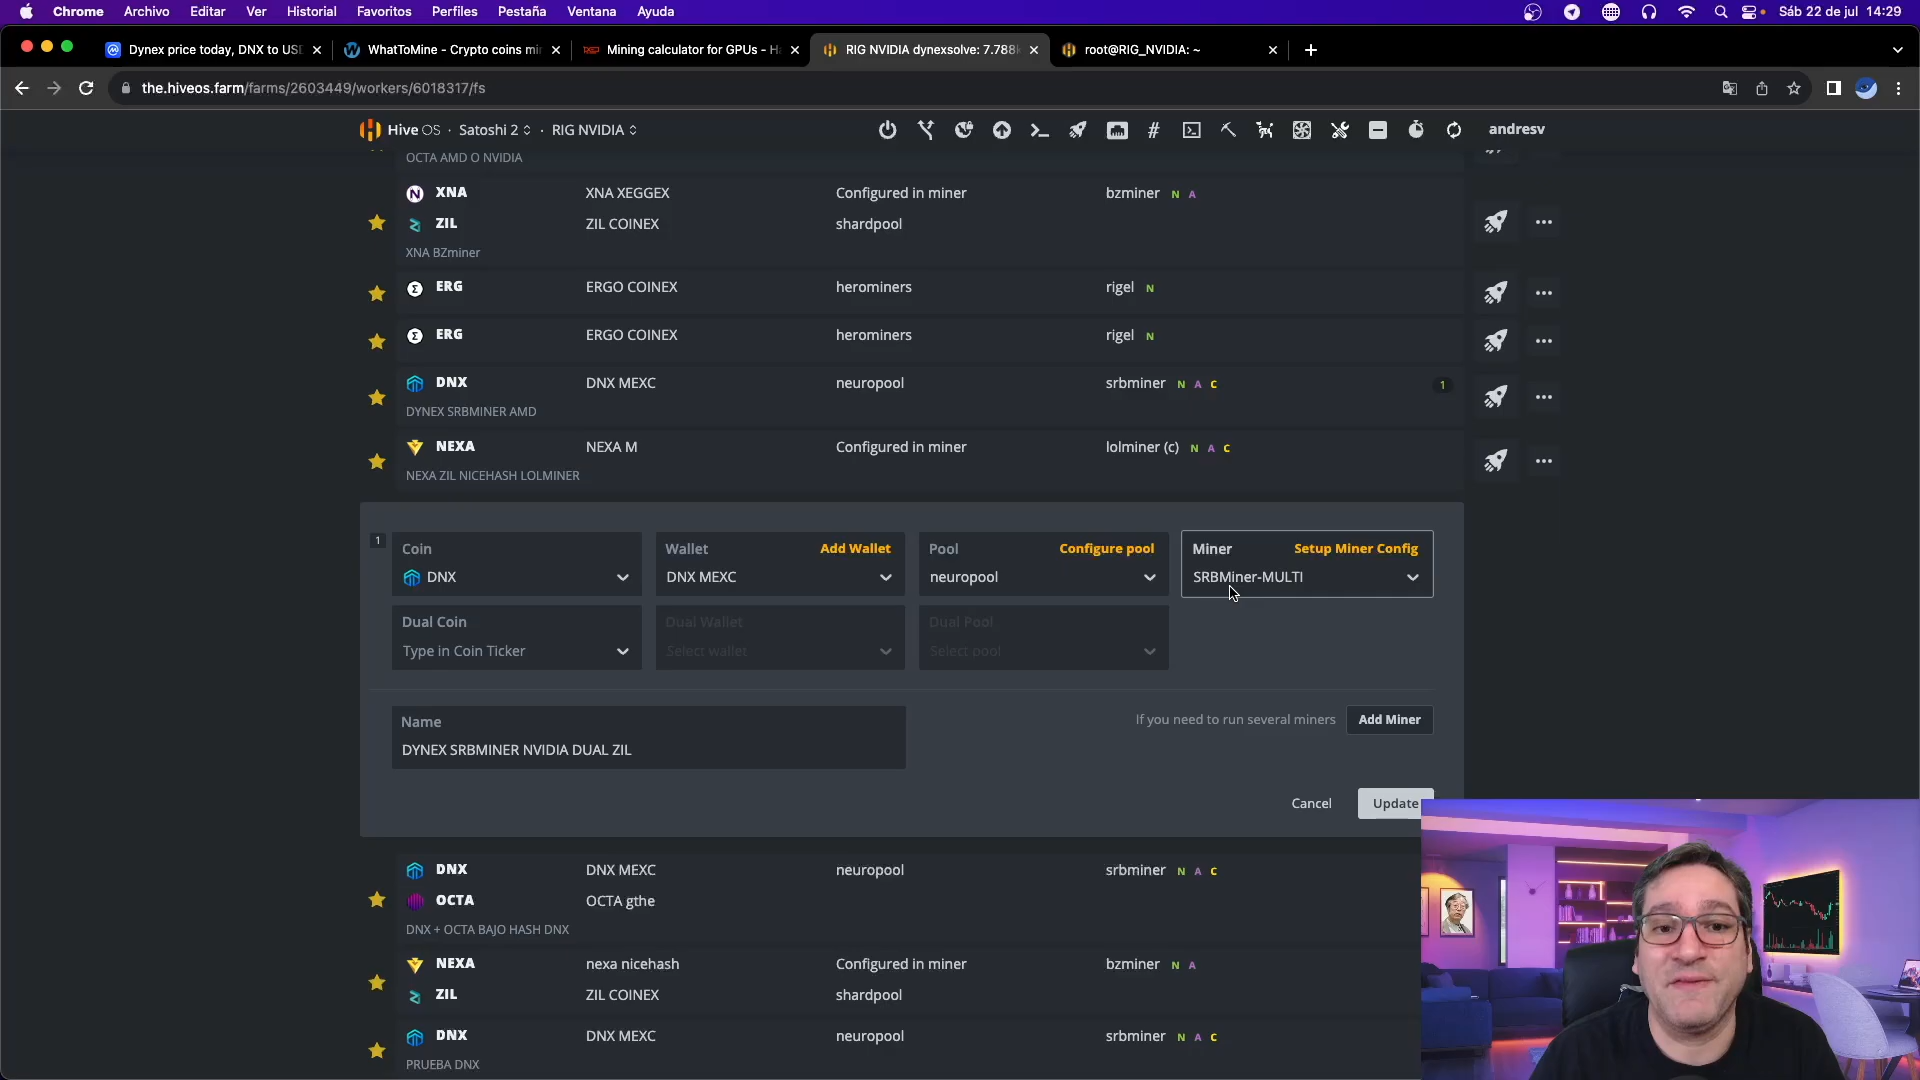 Chrome Archivo Editar Ver Historial Favoritos Perfiles Pestaña Ventana Ayuda Sáb 22 de jul 14:29
Dynex price today, DNX to USD WhatToMine - Crypto coins min Mining calculator for GPUs - Ha RIG NVIDIA dynexsolve: 7.788k root@RIG_NVIDIA: ~
the.hiveos.farm/farms/2603449/workers/6018317/fs
Hive OS · Satoshi 2 · RIG NVIDIA andresv
OCTA AMD O NVIDIA
XNA XNA XEGGEX Configured in miner bzminer N A
ZIL ZIL COINEX shardpool
XNA BZminer
ERG ERGO COINEX herominers rigel N
ERG ERGO COINEX herominers rigel N
DNX DNX MEXC neuropool srbminer N A C 1
DYNEX SRBMINER AMD
NEXA NEXA M Configured in miner lolminer (c) N A C
NEXA ZIL NICEHASH LOLMINER
1 Coin Wallet Add Wallet Pool Configure pool Miner Setup Miner Config
DNX DNX MEXC neuropool SRBMiner-MULTI
Dual Coin Dual Wallet Dual Pool
Type in Coin Ticker Select wallet Select pool
Name If you need to run several miners Add Miner
DYNEX SRBMINER NVIDIA DUAL ZIL
Cancel Update
DNX DNX MEXC neuropool srbminer N A C
OCTA OCTA gthe
DNX + OCTA BAJO HASH DNX
NEXA nexa nicehash Configured in miner bzminer N A
ZIL ZIL COINEX shardpool
DNX DNX MEXC neuropool srbminer N A C
PRUEBA DNX